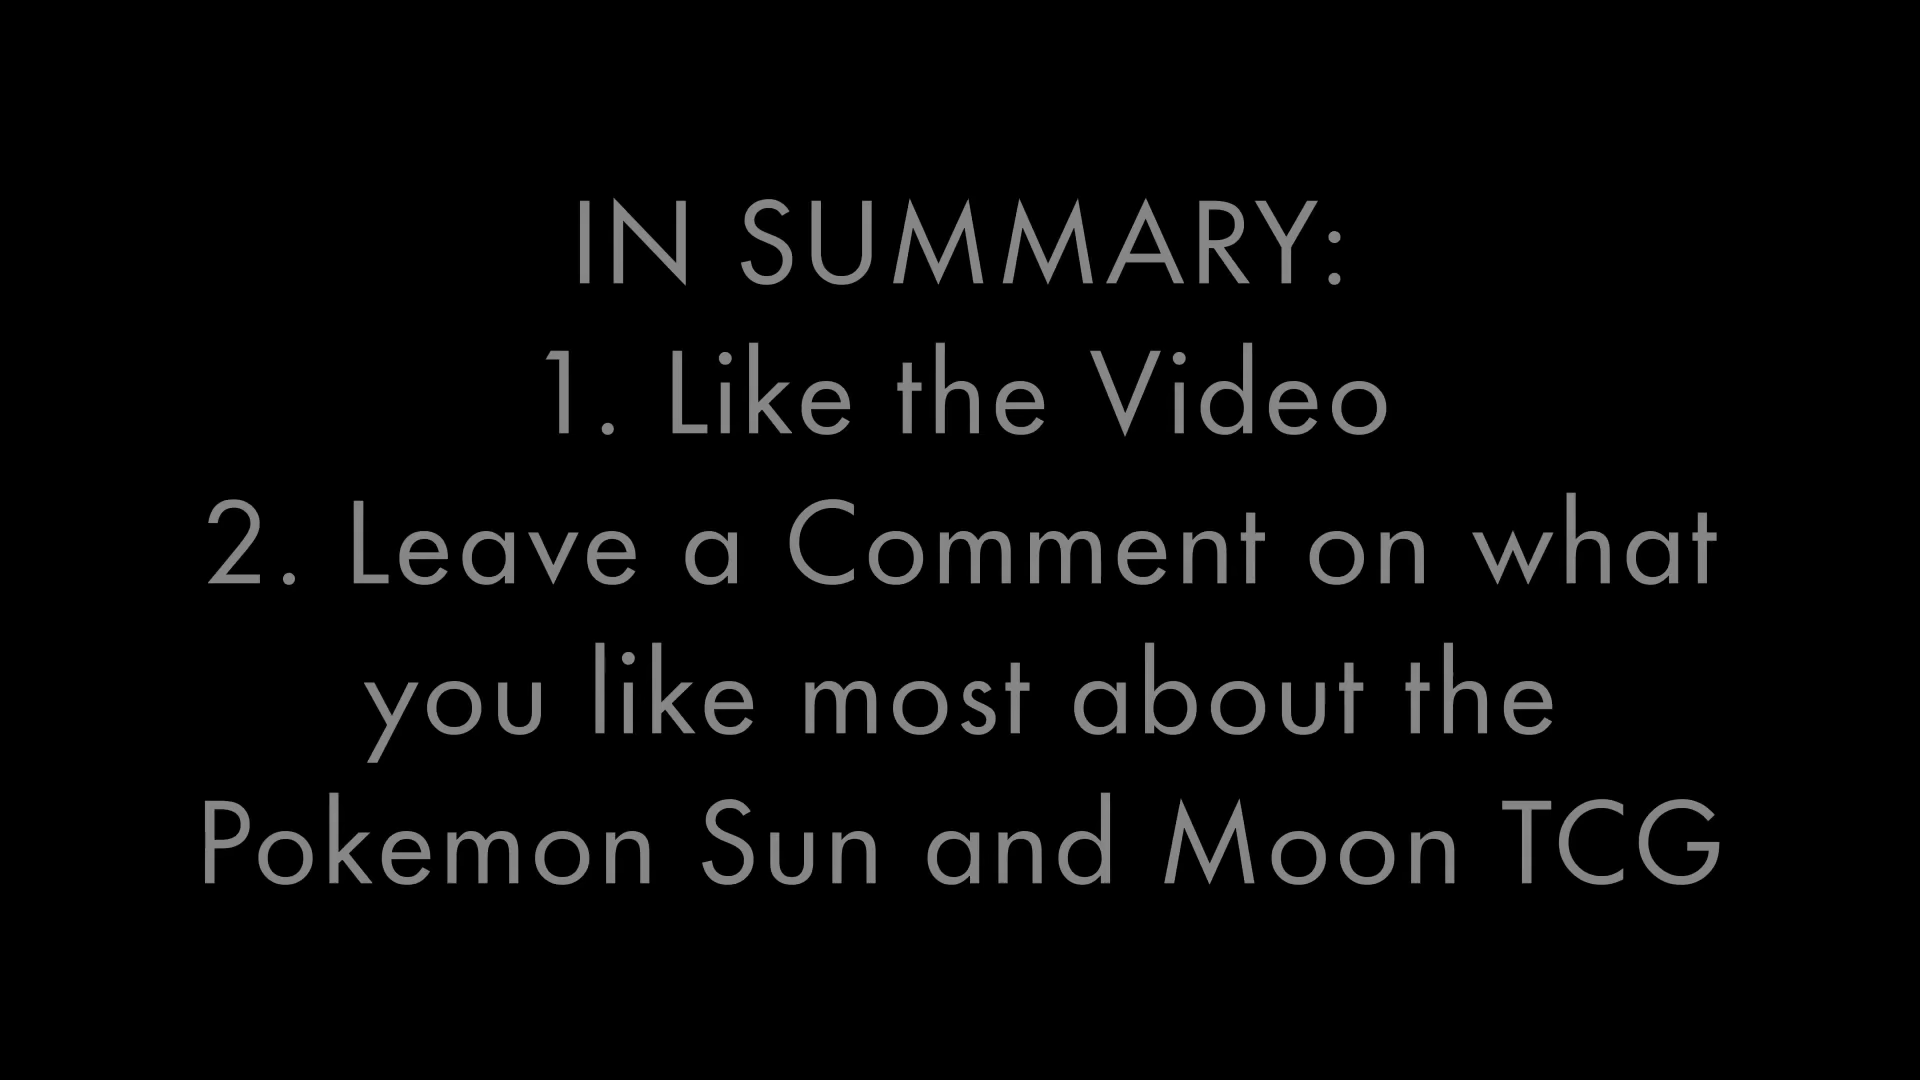 IN SUMMARY:
1. Like the Video
2. Leave a Comment on what
you like most about the
Pokemon Sun and Moon TCG